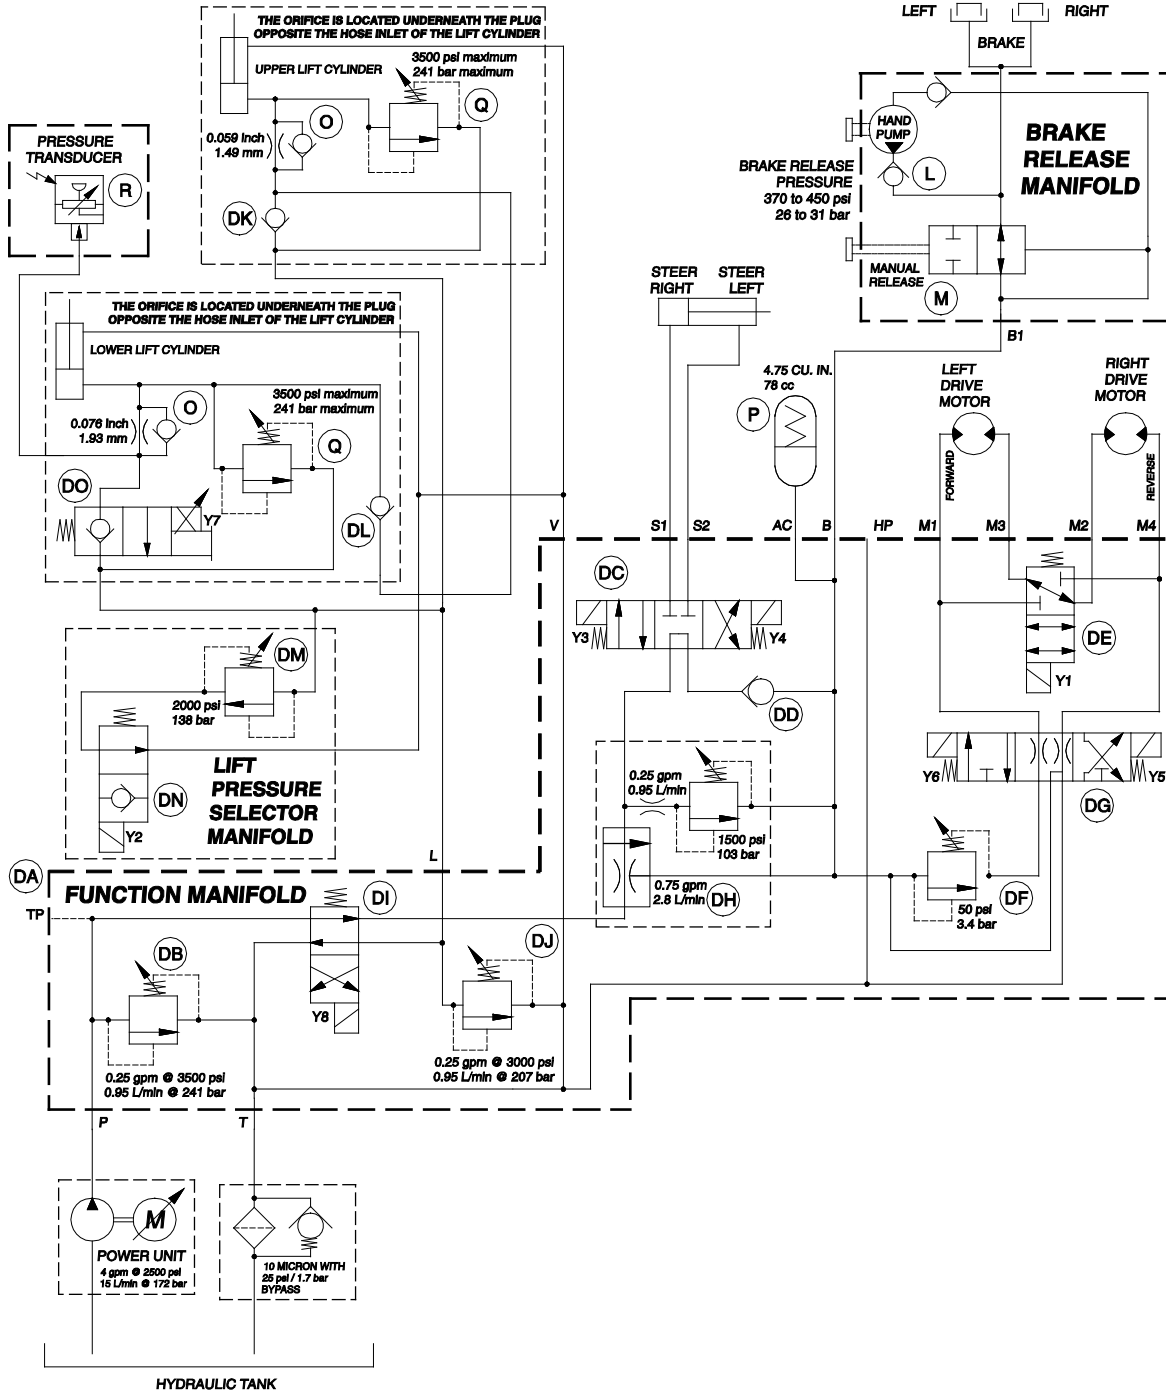 THE ORIFICE IS LOCATED UNDERNEATH THE PLUG
OPPOSITE THE HOSE INLET OF THE LIFT CYLINDER
UPPER LIFT CYLINDER
3500 psi maximum
241 bar maximum
Q
O
0.059 inch
1.49 mm
DK
PRESSURE
TRANSDUCER
R
THE ORIFICE IS LOCATED UNDERNEATH THE PLUG
OPPOSITE THE HOSE INLET OF THE LIFT CYLINDER
LOWER LIFT CYLINDER
3500 psi maximum
241 bar maximum
O
0.076 inch
1.93 mm
Q
DO
Y7
DL
LEFT
RIGHT
BRAKE
HAND
PUMP
BRAKE
RELEASE
MANIFOLD
L
BRAKE RELEASE
PRESSURE
370 to 450 psi
26 to 31 bar
MANUAL
RELEASE
M
B1
STEER
RIGHT
STEER
LEFT
4.75 CU. IN.
78 cc
P
LEFT
DRIVE
MOTOR
RIGHT
DRIVE
MOTOR
FORWARD
REVERSE
V
S1
S2
AC
B
HP
M1
M3
M2
M4
DC
Y3
Y4
DE
Y1
DD
DM
2000 psi
138 bar
LIFT
PRESSURE
SELECTOR
MANIFOLD
DN
Y2
Y6
Y5
DG
0.25 gpm
0.95 L/min
1500 psi
103 bar
0.75 gpm
2.8 L/min
DH
DF
50 psi
3.4 bar
L
DA
FUNCTION MANIFOLD
TP
DI
DB
Y8
DJ
0.25 gpm @ 3500 psi
0.95 L/min @ 241 bar
0.25 gpm @ 3000 psi
0.95 L/min @ 207 bar
P
T
M
POWER UNIT
4 gpm @ 2500 psi
15 L/min @ 172 bar
10 MICRON WITH
25 psi / 1.7 bar
BYPASS
HYDRAULIC TANK